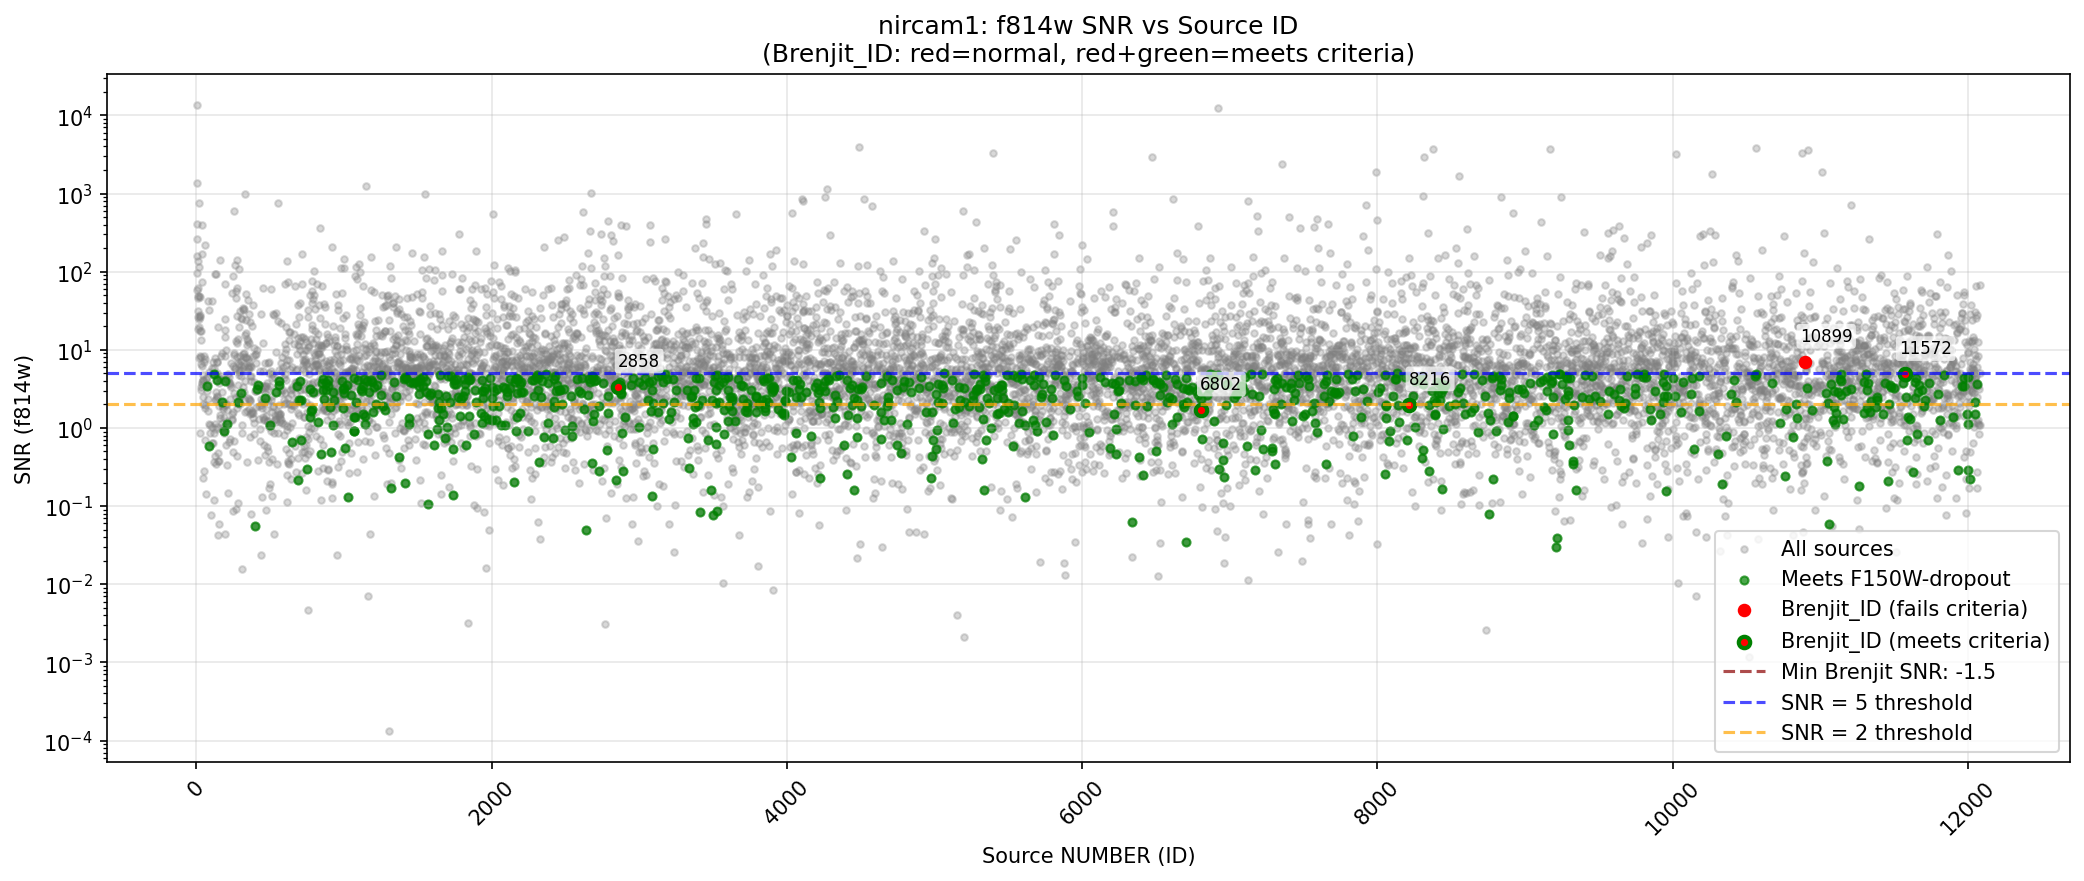 nircam1: f814w SNR vs Source ID
(Brenjit_ID: red=normal, red+green=meets criteria)
SNR (f814w)
10⁴
10³
10²
10¹
10⁰
10⁻¹
10⁻²
10⁻³
10⁻⁴
2858
6802
8216
10899
11572
All sources
Meets F150W-dropout
Brenjit_ID (fails criteria)
Brenjit_ID (meets criteria)
Min Brenjit SNR: -1.5
SNR = 5 threshold
SNR = 2 threshold
0
2000
4000
6000
8000
10000
12000
Source NUMBER (ID)